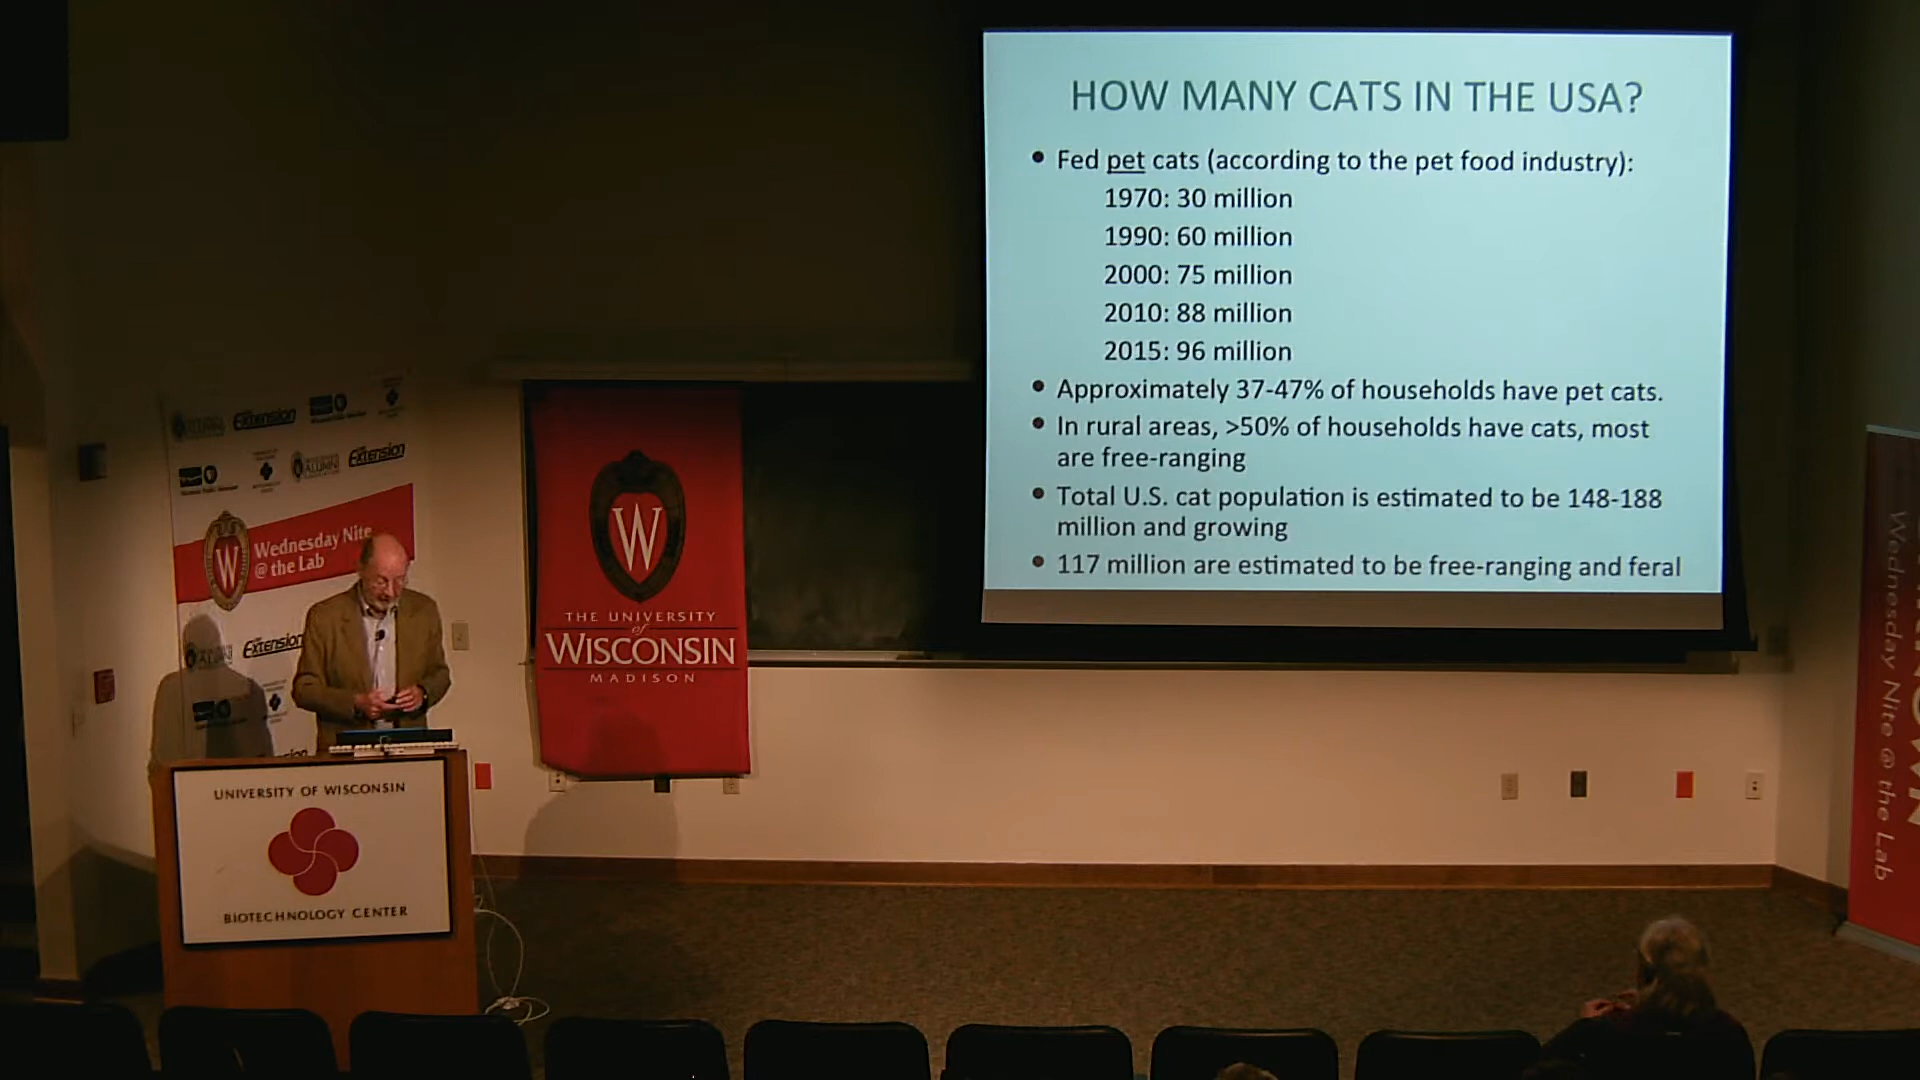 HOW MANY CATS IN THE USA?
• Fed pet cats (according to the pet food industry):
1970: 30 million
1990: 60 million
2000: 75 million
2010: 88 million
2015: 96 million
• Approximately 37-47% of households have pet cats.
• In rural areas, >50% of households have cats, most
are free-ranging
• Total U.S. cat population is estimated to be 148-188
million and growing
• 117 million are estimated to be free-ranging and feral
Extension
ALUMNI
Extension
W
Wednesday Nite
@ the Lab
ALUMNI
Extension
W
THE UNIVERSITY
of
WISCONSIN
MADISON
UNIVERSITY OF WISCONSIN
BIOTECHNOLOGY CENTER
Wednesday Nite @ the Lab